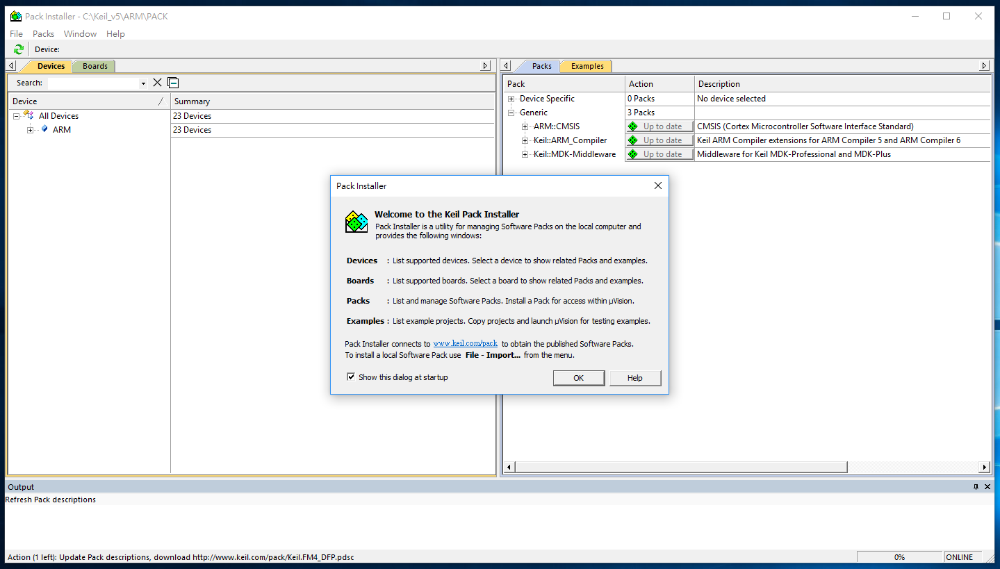 Pack Installer - C:\Keil_v5\ARM\PACK
File Packs Window Help
Device:
Devices Boards
Search:
Device Summary
All Devices 23 Devices
ARM 23 Devices
Packs Examples
Pack Action Description
Device Specific 0 Packs No device selected
Generic 3 Packs
ARM::CMSIS Up to date CMSIS (Cortex Microcontroller Software Interface Standard)
Keil::ARM_Compiler Up to date Keil ARM Compiler extensions for ARM Compiler 5 and ARM Compiler 6
Keil::MDK-Middleware Up to date Middleware for Keil MDK-Professional and MDK-Plus
Pack Installer
Welcome to the Keil Pack Installer
Pack Installer is a utility for managing Software Packs on the local computer and
provides the following windows:
Devices : List supported devices. Select a device to show related Packs and examples.
Boards : List supported boards. Select a board to show related Packs and examples.
Packs : List and manage Software Packs. Install a Pack for access within µVision.
Examples : List example projects. Copy projects and launch µVision for testing examples.
Pack Installer connects to www.keil.com/pack to obtain the published Software Packs.
To install a local Software Pack use File - Import... from the menu.
Show this dialog at startup OK Help
Output
Refresh Pack descriptions
Action (1 left): Update Pack descriptions, download http://www.keil.com/pack/Keil.FM4_DFP.pdsc 0% ONLINE